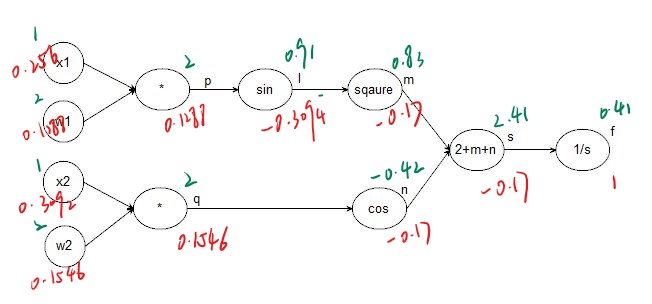 1
0.256
x1
2
0.1288
* 2 p
0.1288
sin 0.91 l
-0.3094
sqaure 0.83 m
-0.17
1
x2
0.3092
2
w2
0.1546
* 2 q
0.1546
cos -0.42 n
-0.17
2+m+n 2.41 s
-0.17
1/s 0.41 f
1